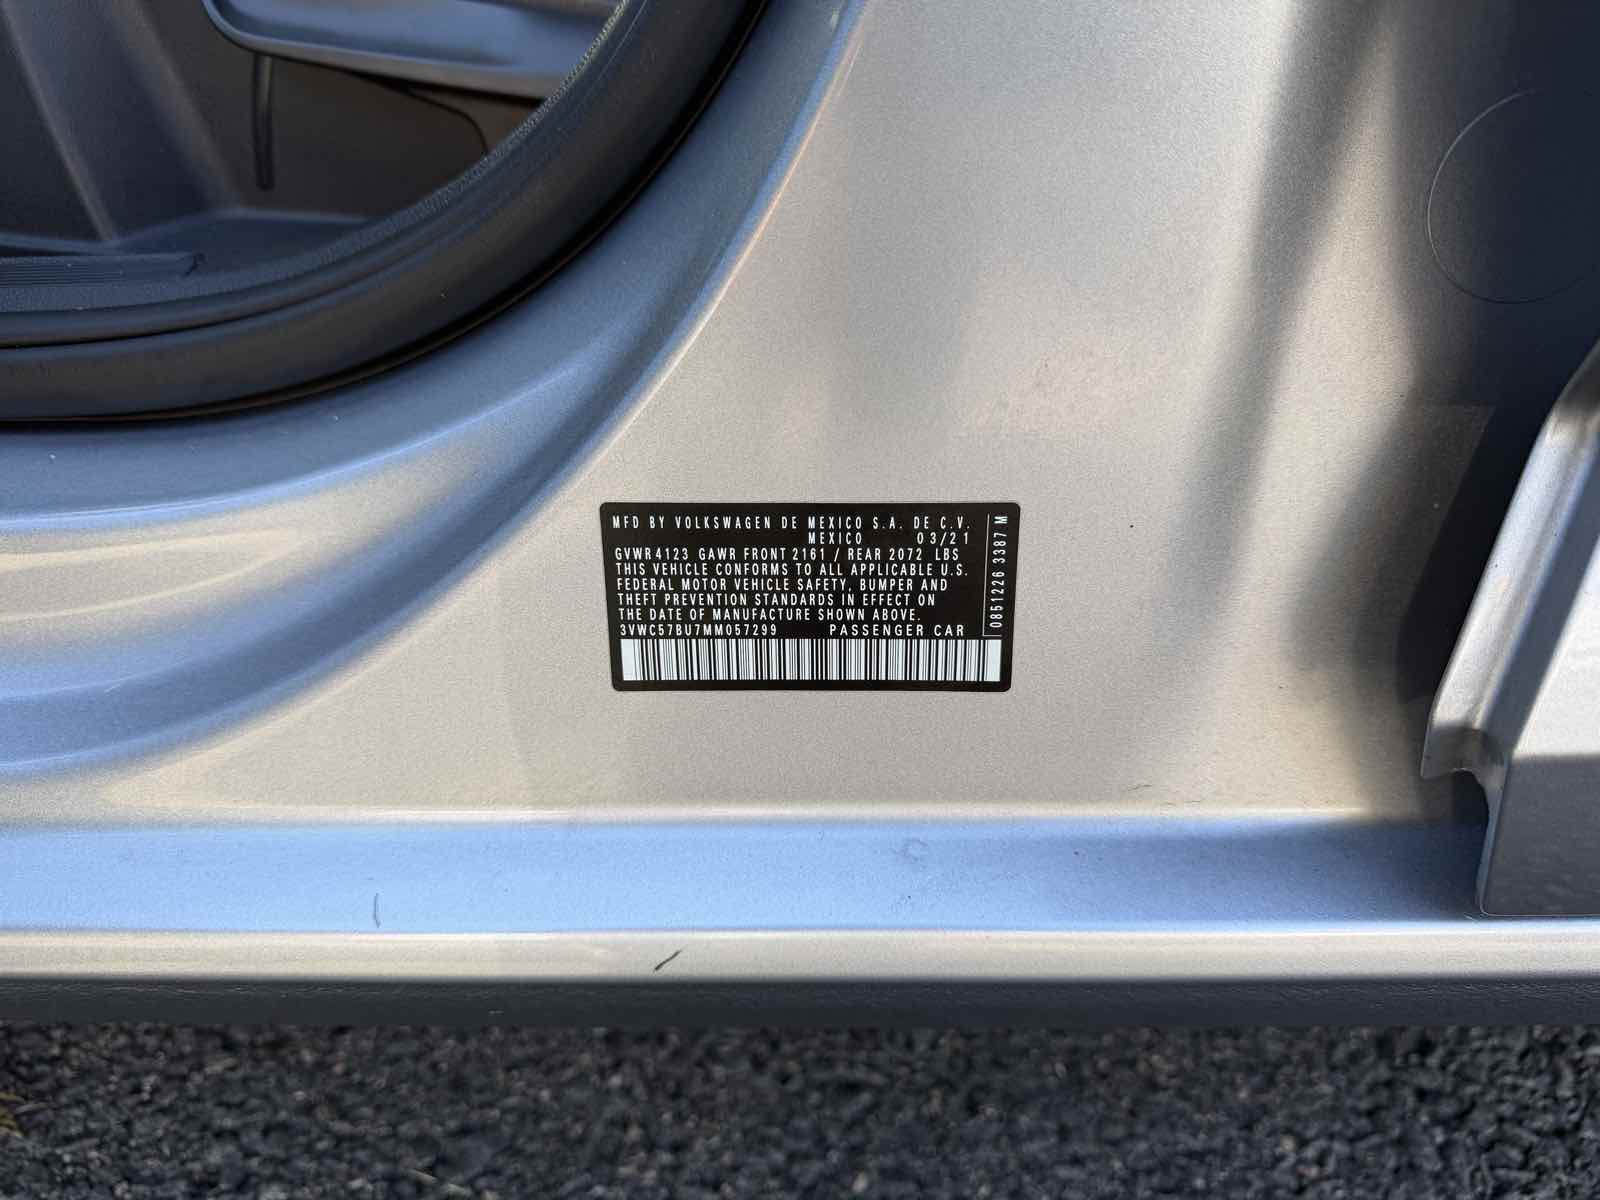 MFD BY VOLKSWAGEN DE MEXICO S.A. DE C.V.
MEXICO 03/21
GVWR 4123 GAWR FRONT 2161 / REAR 2072 LBS
THIS VEHICLE CONFORMS TO ALL APPLICABLE U.S.
FEDERAL MOTOR VEHICLE SAFETY, BUMPER AND
THEFT PREVENTION STANDARDS IN EFFECT ON
THE DATE OF MANUFACTURE SHOWN ABOVE.
3VWC57BU7MM057299 PASSENGER CAR
0851226 3387 M